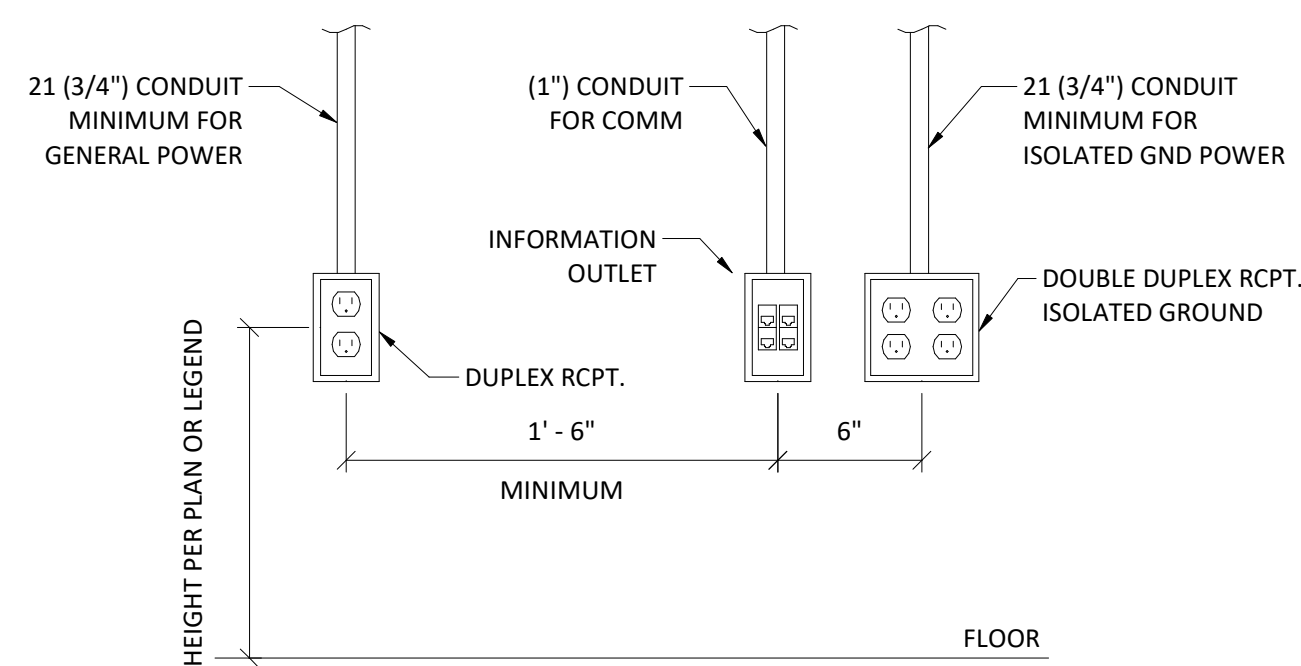 21 (3/4") CONDUIT
MINIMUM FOR
GENERAL POWER
(1") CONDUIT
FOR COMM
21 (3/4") CONDUIT
MINIMUM FOR
ISOLATED GND POWER
INFORMATION
OUTLET
DOUBLE DUPLEX RCPT.
ISOLATED GROUND
DUPLEX RCPT.
HEIGHT PER PLAN OR LEGEND
1' - 6"
6"
MINIMUM
FLOOR